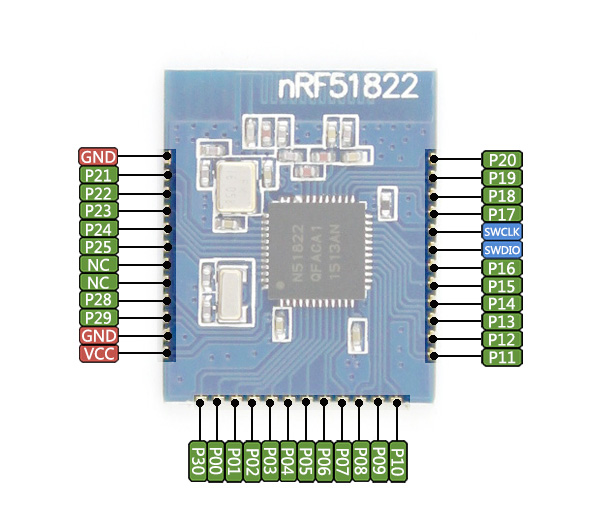 nRF51822
GND
P21
P22
P23
P24
P25
NC
NC
P28
P29
GND
VCC
N51822
QFACA1
1513AN
P20
P19
P18
P17
SWCLK
SWDIO
P16
P15
P14
P13
P12
P11
P30
P00
P01
P02
P03
P04
P05
P06
P07
P08
P09
P10